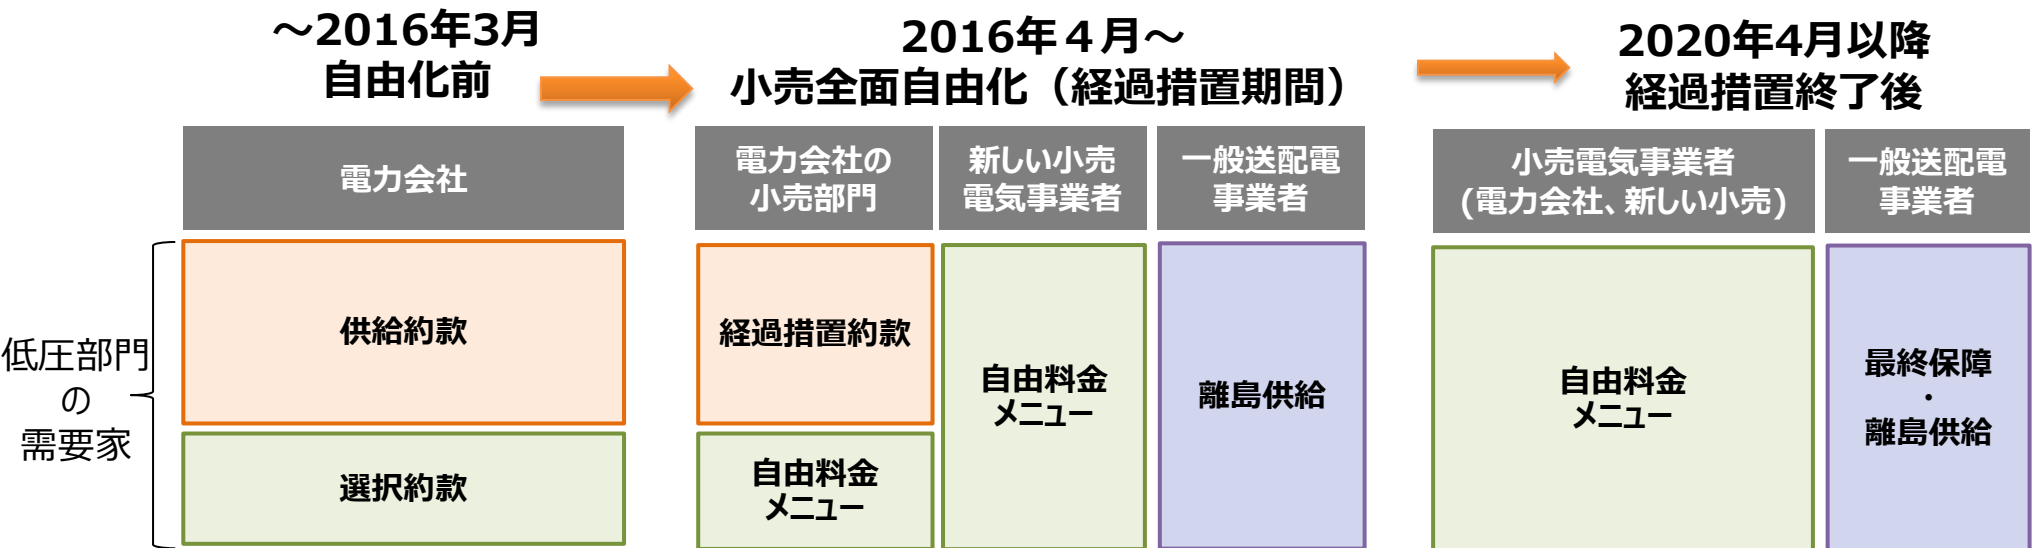 ～2016年3月
自由化前
2016年４月～
小売全面自由化（経過措置期間）
2020年4月以降
経過措置終了後
電力会社
電力会社の
小売部門
新しい小売
電気事業者
一般送配電
事業者
小売電気事業者
(電力会社、新しい小売)
一般送配電
事業者
低圧部門
の
需要家
供給約款
選択約款
経過措置約款
自由料金
メニュー
自由料金
メニュー
離島供給
自由料金
メニュー
最終保障
・
離島供給